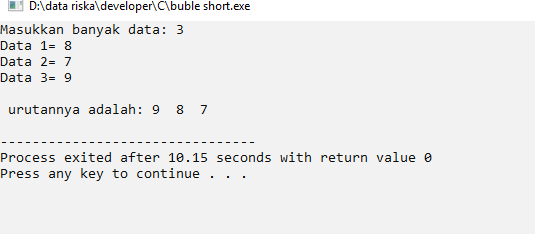 D:\data riska\developer\C\buble short.exe
Masukkan banyak data: 3
Data 1= 8
Data 2= 7
Data 3= 9
urutannya adalah: 9  8  7
--------------------------------
Process exited after 10.15 seconds with return value 0
Press any key to continue . . .